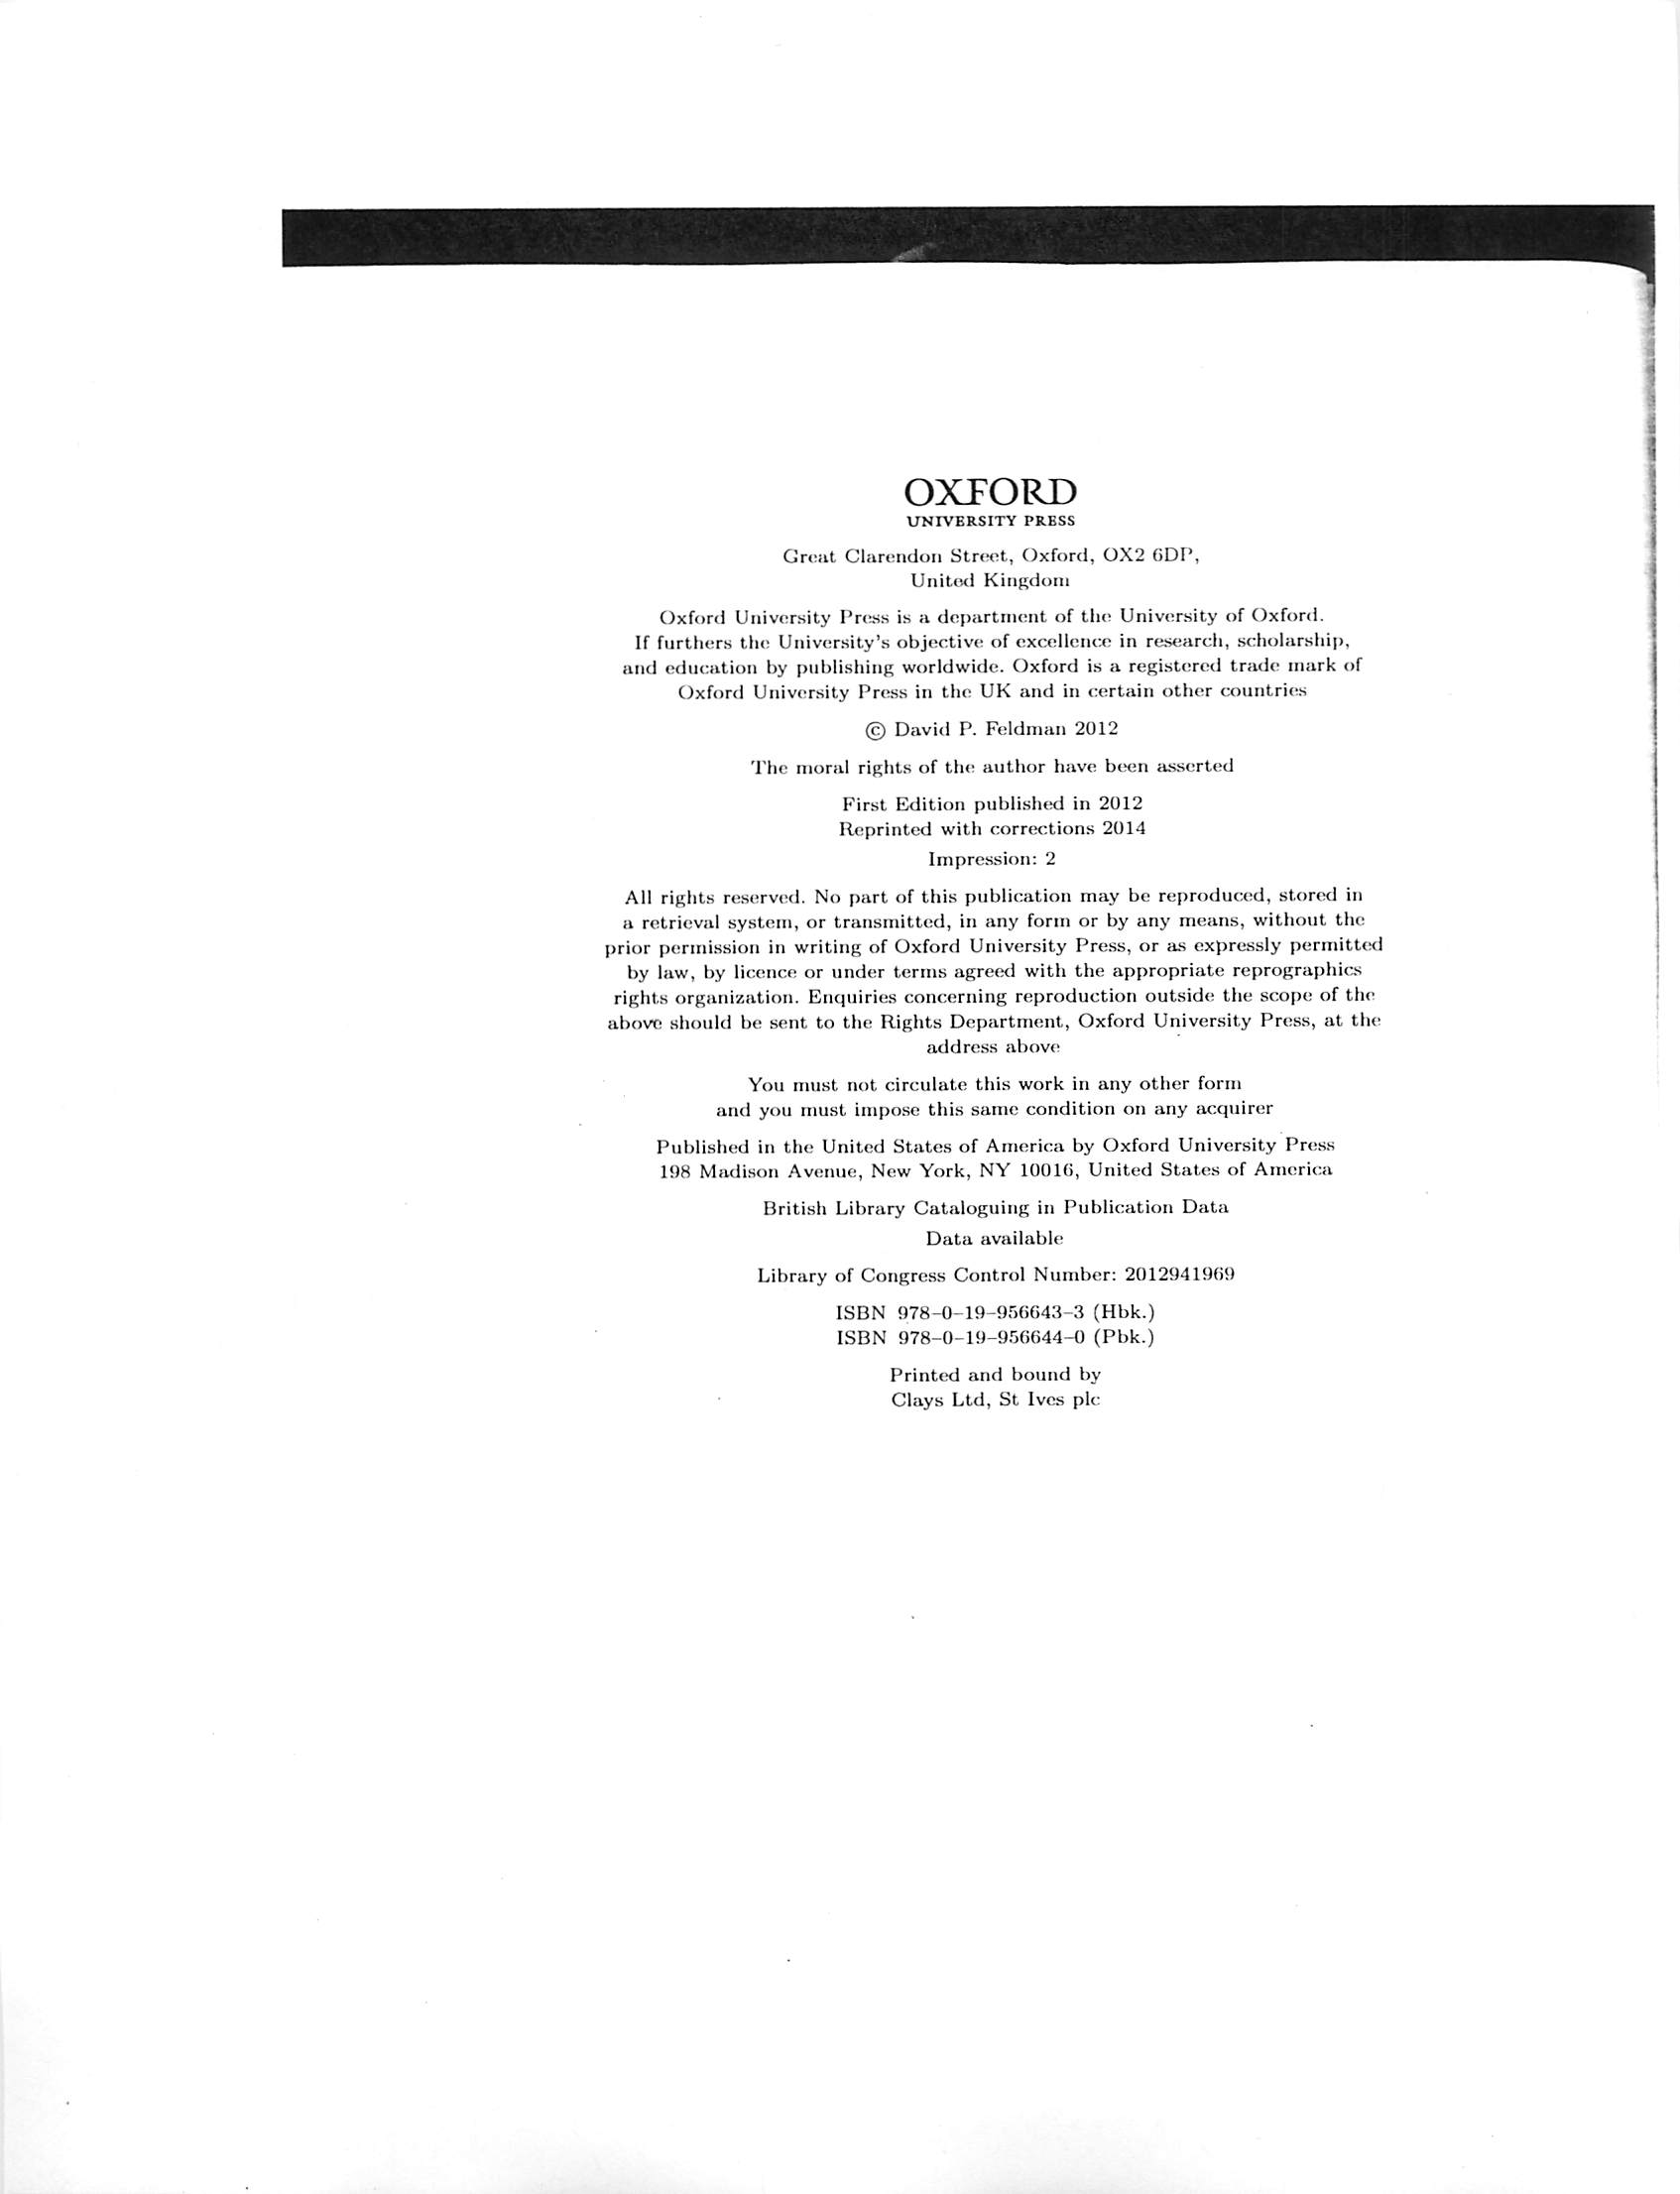 OXFORD
UNIVERSITY PRESS
Great Clarendon Street, Oxford, OX2 6DP,
United Kingdom
Oxford University Press is a department of the University of Oxford.
If furthers the University's objective of excellence in research, scholarship,
and education by publishing worldwide. Oxford is a registered trade mark of
Oxford University Press in the UK and in certain other countries
© David P. Feldman 2012
The moral rights of the author have been asserted
First Edition published in 2012
Reprinted with corrections 2014
Impression: 2
All rights reserved. No part of this publication may be reproduced, stored in
a retrieval system, or transmitted, in any form or by any means, without the
prior permission in writing of Oxford University Press, or as expressly permitted
by law, by licence or under terms agreed with the appropriate reprographics
rights organization. Enquiries concerning reproduction outside the scope of the
above should be sent to the Rights Department, Oxford University Press, at the
address above
You must not circulate this work in any other form
and you must impose this same condition on any acquirer
Published in the United States of America by Oxford University Press
198 Madison Avenue, New York, NY 10016, United States of America
British Library Cataloguing in Publication Data
Data available
Library of Congress Control Number: 2012941969
ISBN 978–0–19–956643–3 (Hbk.)
ISBN 978–0–19–956644–0 (Pbk.)
Printed and bound by
Clays Ltd, St Ives plc